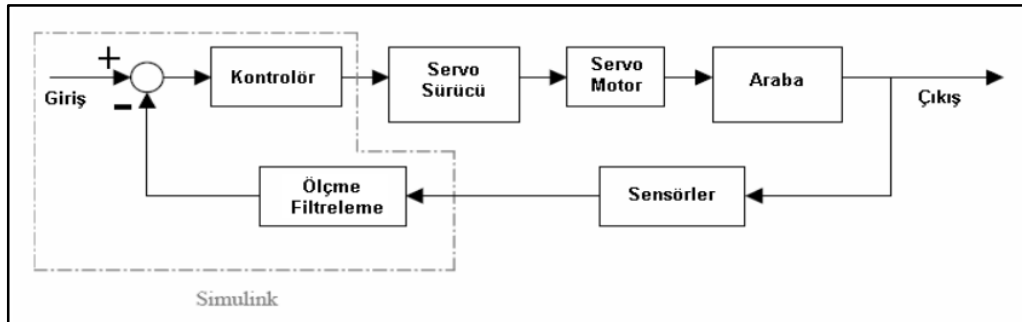 +
Giriş
−
Kontrolör
Servo
Sürücü
Servo
Motor
Araba
Çıkış
Ölçme
Filtreleme
Sensörler
Simulink